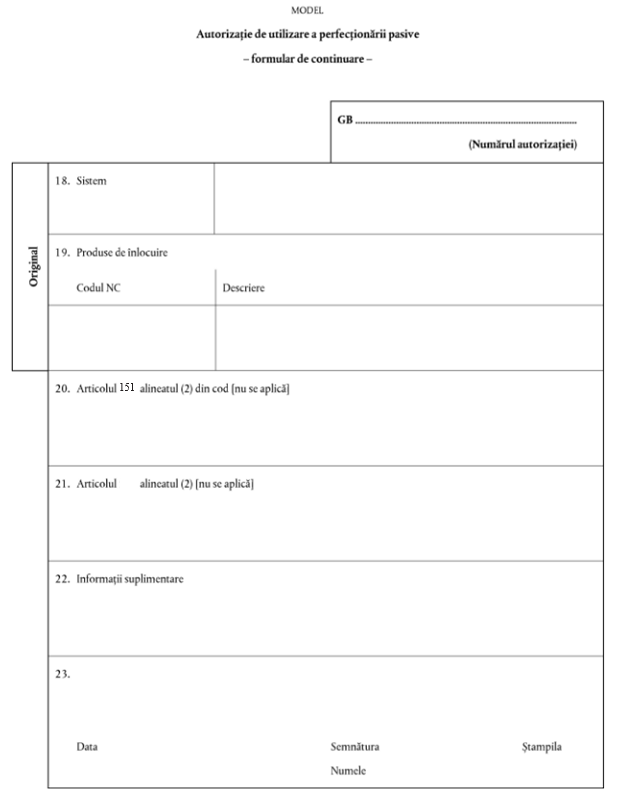 MODEL
Autorizație de utilizare a perfecționării pasive
– formular de continuare –
GB ................................................................................
(Numărul autorizației)
Original
18. Sistem
19. Produse de înlocuire
Codul NC Descriere
20. Articolul 151 alineatul (2) din cod [nu se aplică]
21. Articolul alineatul (2) [nu se aplică]
22. Informații suplimentare
23.
Data Semnătura Ștampila
Numele